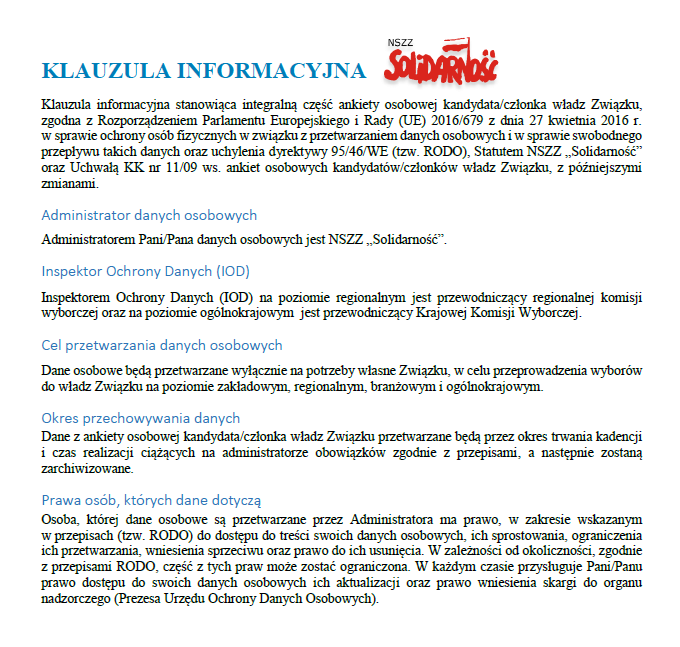 NSZZ
SOLIDARNOŚĆ
KLAUZULA INFORMACYJNA
Klauzula informacyjna stanowiąca integralną część ankiety osobowej kandydata/członka władz Związku,
zgodna z Rozporządzeniem Parlamentu Europejskiego i Rady (UE) 2016/679 z dnia 27 kwietnia 2016 r.
w sprawie ochrony osób fizycznych w związku z przetwarzaniem danych osobowych i w sprawie swobodnego
przepływu takich danych oraz uchylenia dyrektywy 95/46/WE (tzw. RODO), Statutem NSZZ „Solidarność”
oraz Uchwałą KK nr 11/09 ws. ankiet osobowych kandydatów/członków władz Związku, z późniejszymi
zmianami.
Administrator danych osobowych
Administratorem Pani/Pana danych osobowych jest NSZZ „Solidarność”.
Inspektor Ochrony Danych (IOD)
Inspektorem Ochrony Danych (IOD) na poziomie regionalnym jest przewodniczący regionalnej komisji
wyborczej oraz na poziomie ogólnokrajowym jest przewodniczący Krajowej Komisji Wyborczej.
Cel przetwarzania danych osobowych
Dane osobowe będą przetwarzane wyłącznie na potrzeby własne Związku, w celu przeprowadzenia wyborów
do władz Związku na poziomie zakładowym, regionalnym, branżowym i ogólnokrajowym.
Okres przechowywania danych
Dane z ankiety osobowej kandydata/członka władz Związku przetwarzane będą przez okres trwania kadencji
i czas realizacji ciążących na administratorze obowiązków zgodnie z przepisami, a następnie zostaną
zarchiwizowane.
Prawa osób, których dane dotyczą
Osoba, której dane osobowe są przetwarzane przez Administratora ma prawo, w zakresie wskazanym
w przepisach (tzw. RODO) do dostępu do treści swoich danych osobowych, ich sprostowania, ograniczenia
ich przetwarzania, wniesienia sprzeciwu oraz prawo do ich usunięcia. W zależności od okoliczności, zgodnie
z przepisami RODO, część z tych praw może zostać ograniczona. W każdym czasie przysługuje Pani/Panu
prawo dostępu do swoich danych osobowych ich aktualizacji oraz prawo wniesienia skargi do organu
nadzorczego (Prezesa Urzędu Ochrony Danych Osobowych).